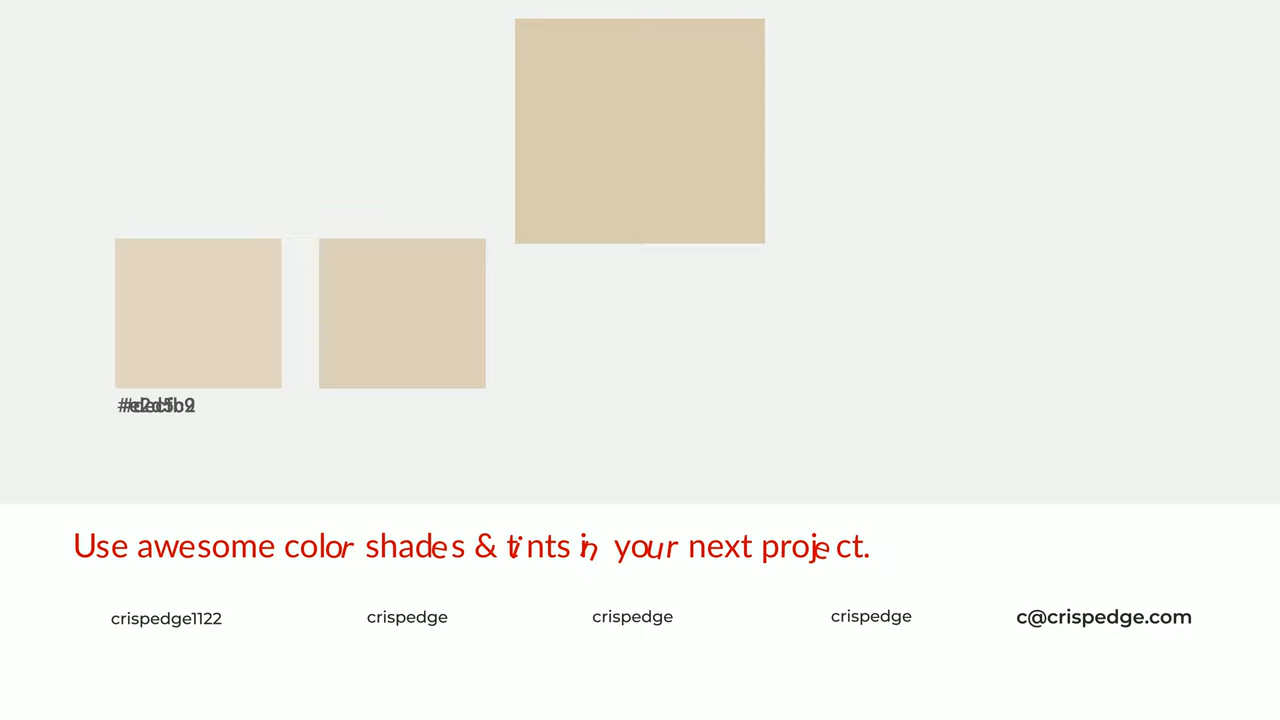 Use awesome color shades & tints in your next project.
crispedge1122 crispedge crispedge crispedge c@crispedge.com